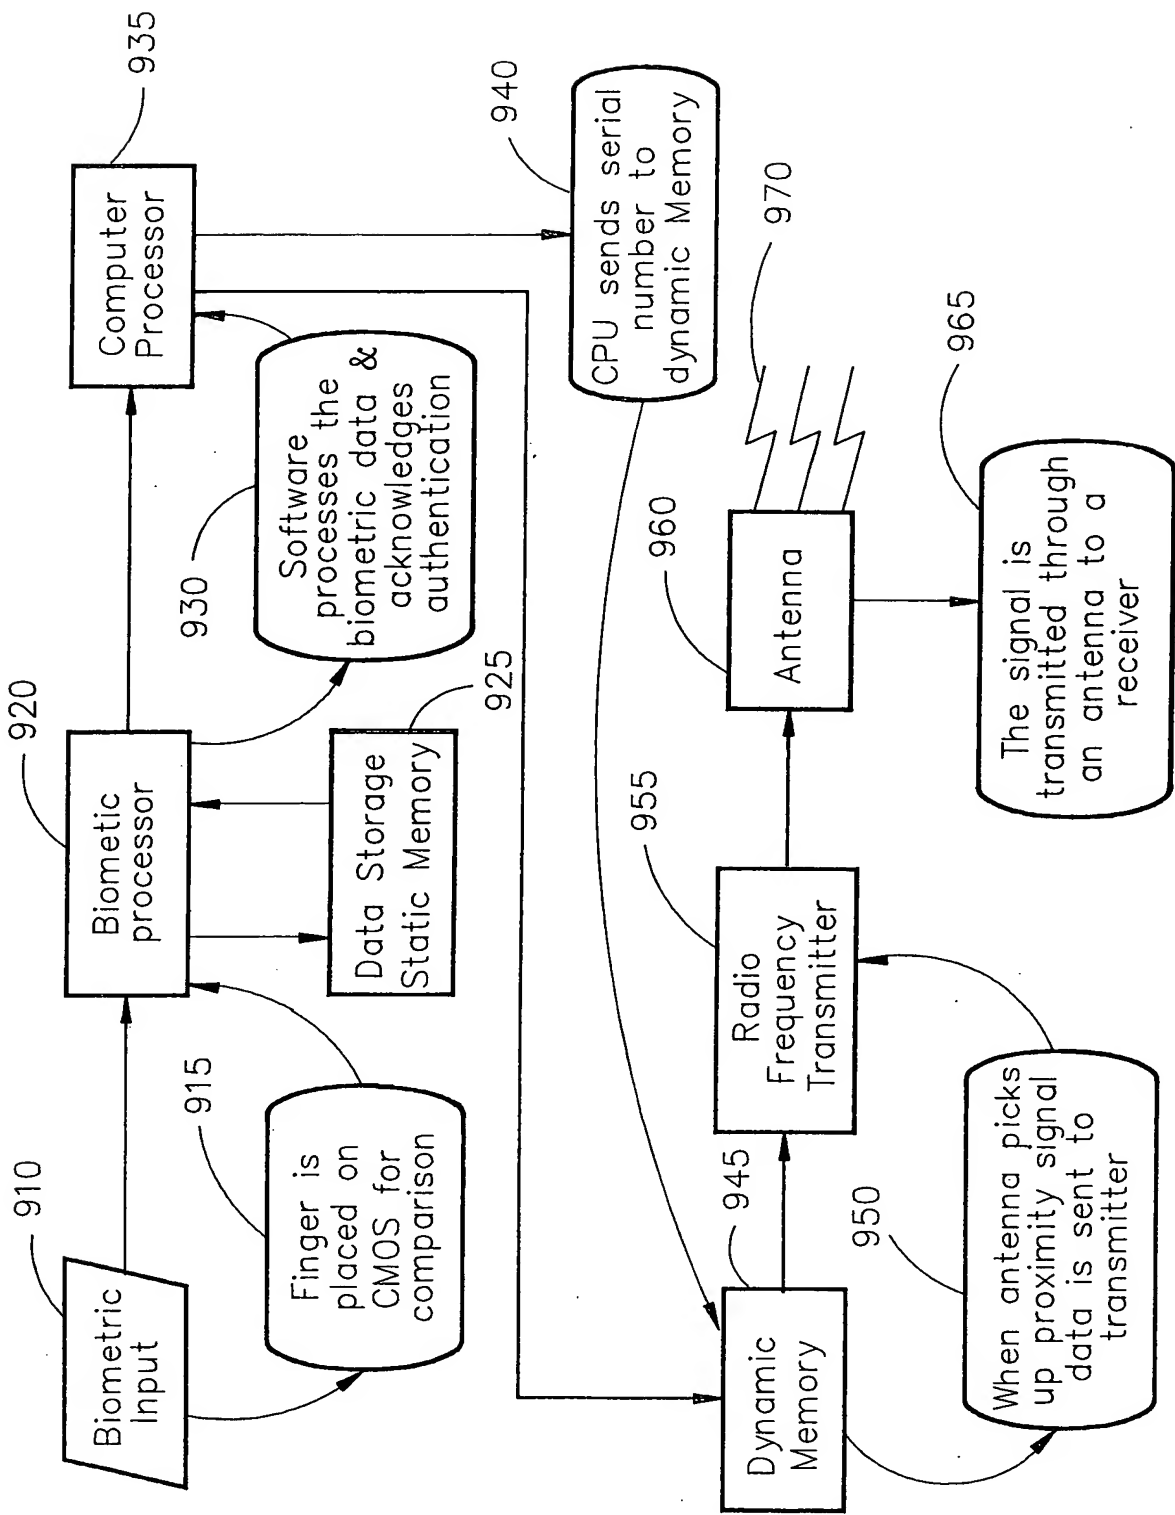 910
Biometric
Input
915
Finger is
placed on
CMOS for
comparison
920
Biometic
processor
925
Data Storage
Static Memory
930
Software
processes the
biometric data &
acknowledges
authentication
935
Computer
Processor
940
CPU sends serial
number to
dynamic Memory
945
Dynamic
Memory
950
When antenna picks
up proximity signal
data is sent to
transmitter
955
Radio
Frequency
Transmitter
960
Antenna
970
965
The signal is
transmitted through
an antenna to a
receiver